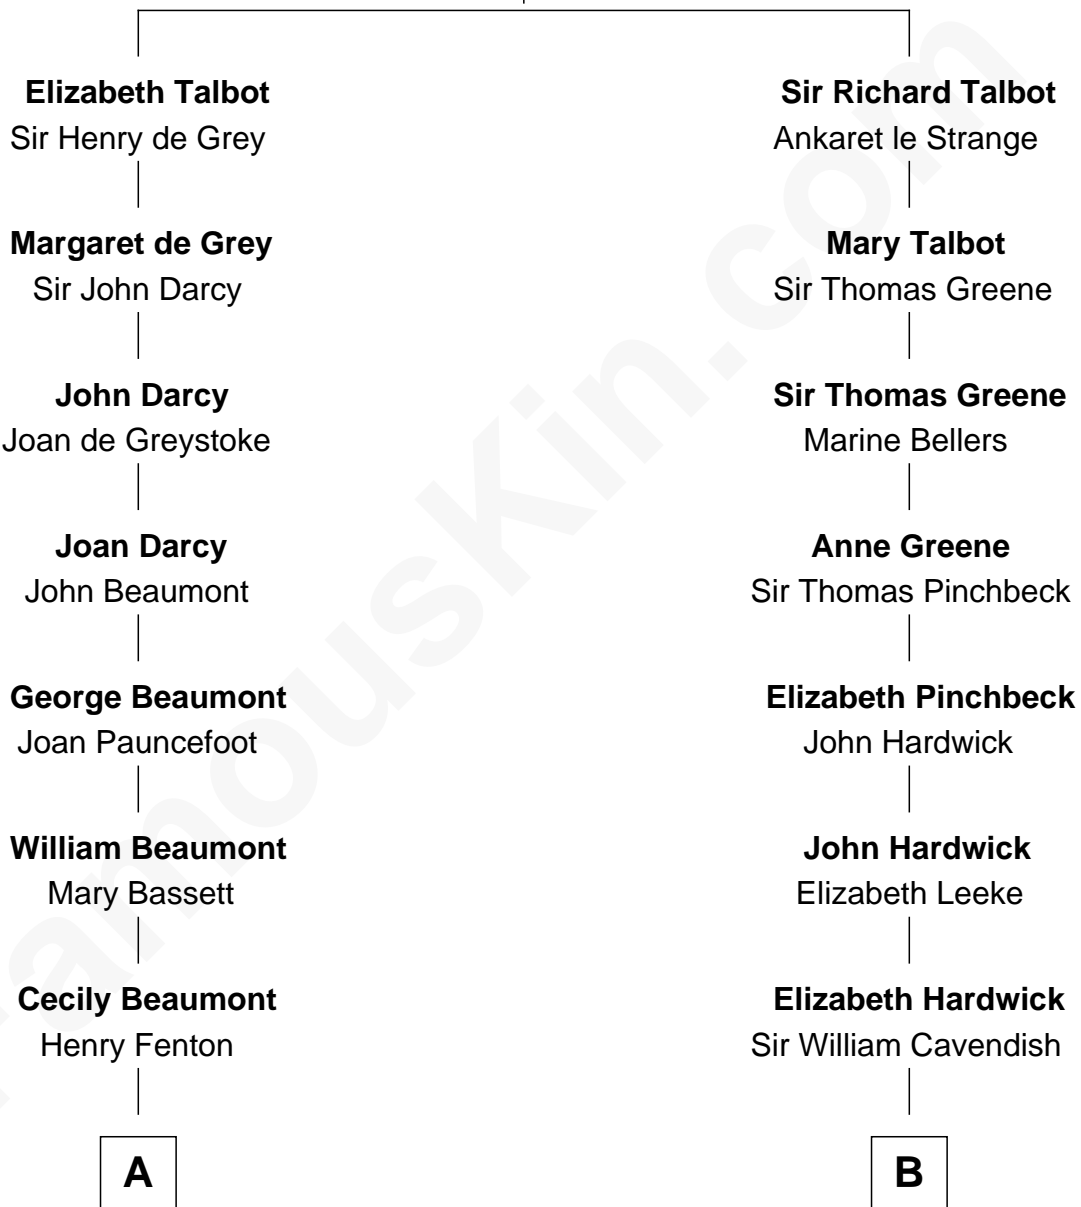 Elizabeth Talbot
Sir Henry de Grey
Margaret de Grey
Sir John Darcy
John Darcy
Joan de Greystoke
Joan Darcy
John Beaumont
George Beaumont
Joan Pauncefoot
William Beaumont
Mary Bassett
Cecily Beaumont
Henry Fenton
A
Sir Richard Talbot
Ankaret le Strange
Mary Talbot
Sir Thomas Greene
Sir Thomas Greene
Marine Bellers
Anne Greene
Sir Thomas Pinchbeck
Elizabeth Pinchbeck
John Hardwick
John Hardwick
Elizabeth Leeke
Elizabeth Hardwick
Sir William Cavendish
B
amousKin.com